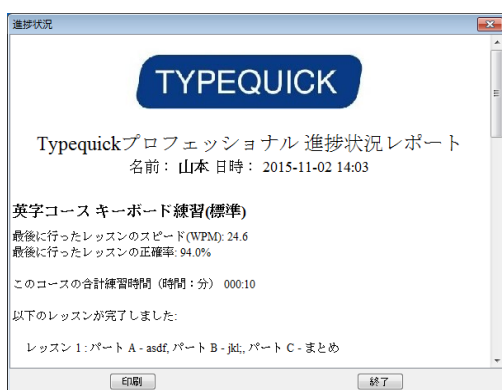 進捗状況
TYPEQUICK
Typequickプロフェッショナル 進捗状況レポート
名前： 山本 日時： 2015-11-02 14:03
英字コース キーボード練習(標準)
最後に行ったレッスンのスピード(WPM): 24.6
最後に行ったレッスンの正確率: 94.0%
このコースの合計練習時間（時間：分） 000:10
以下のレッスンが完了しました:
レッスン 1 : パート A - asdf, パート B - jkl;, パート C - まとめ
印刷
終了